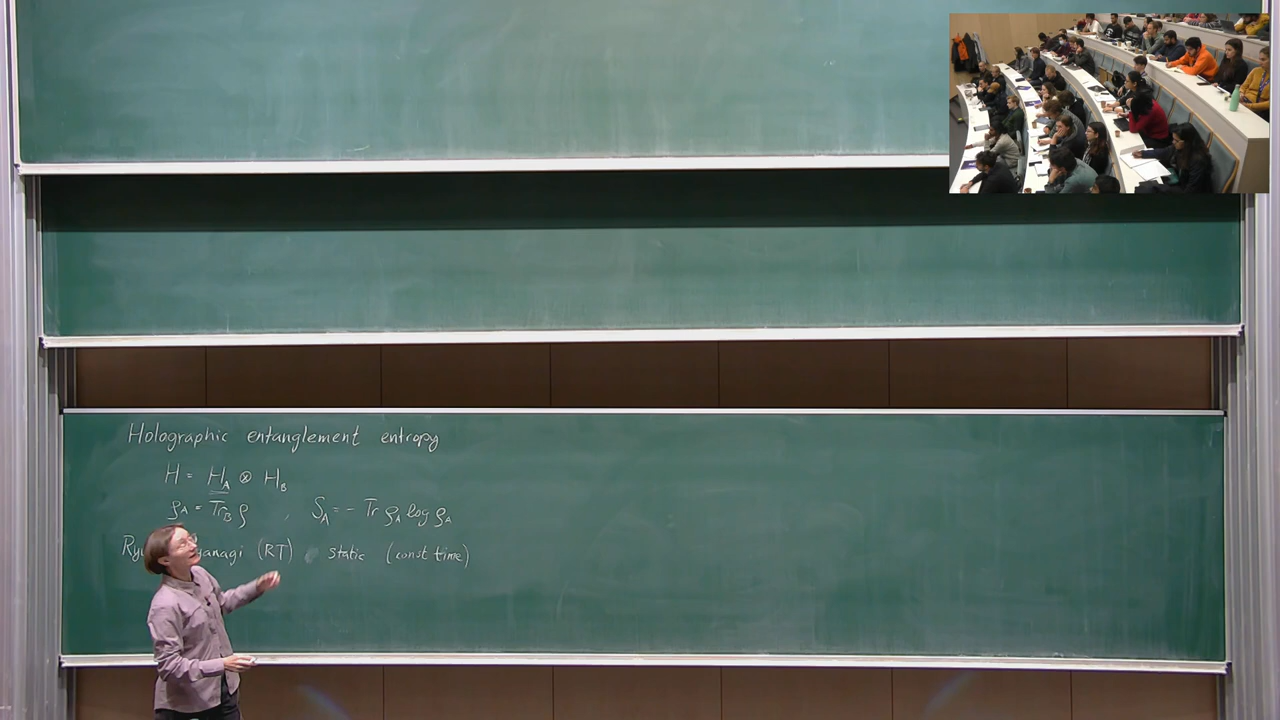 Holographic entanglement entropy
H = H_A ⊗ H_B
ρ_A = Tr_B ρ , S_A = - Tr ρ_A log ρ_A
(RT) static (const time)